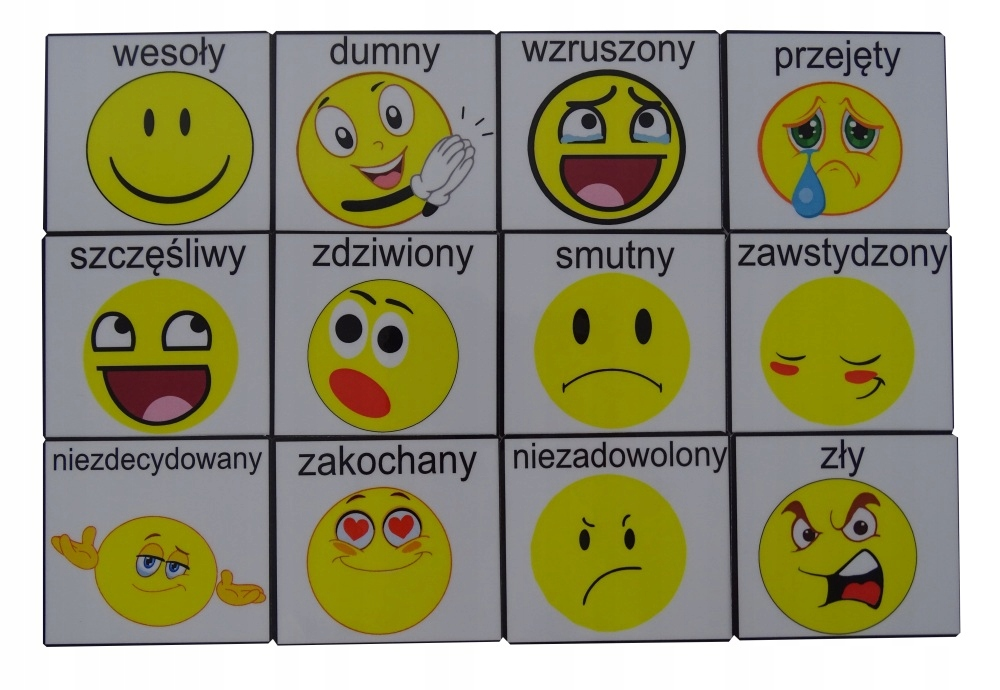 wesoły
dumny
wzruszony
przejęty
szczęśliwy
zdziwiony
smutny
zawstydzony
niezdecydowany
zakochany
niezadowolony
zły